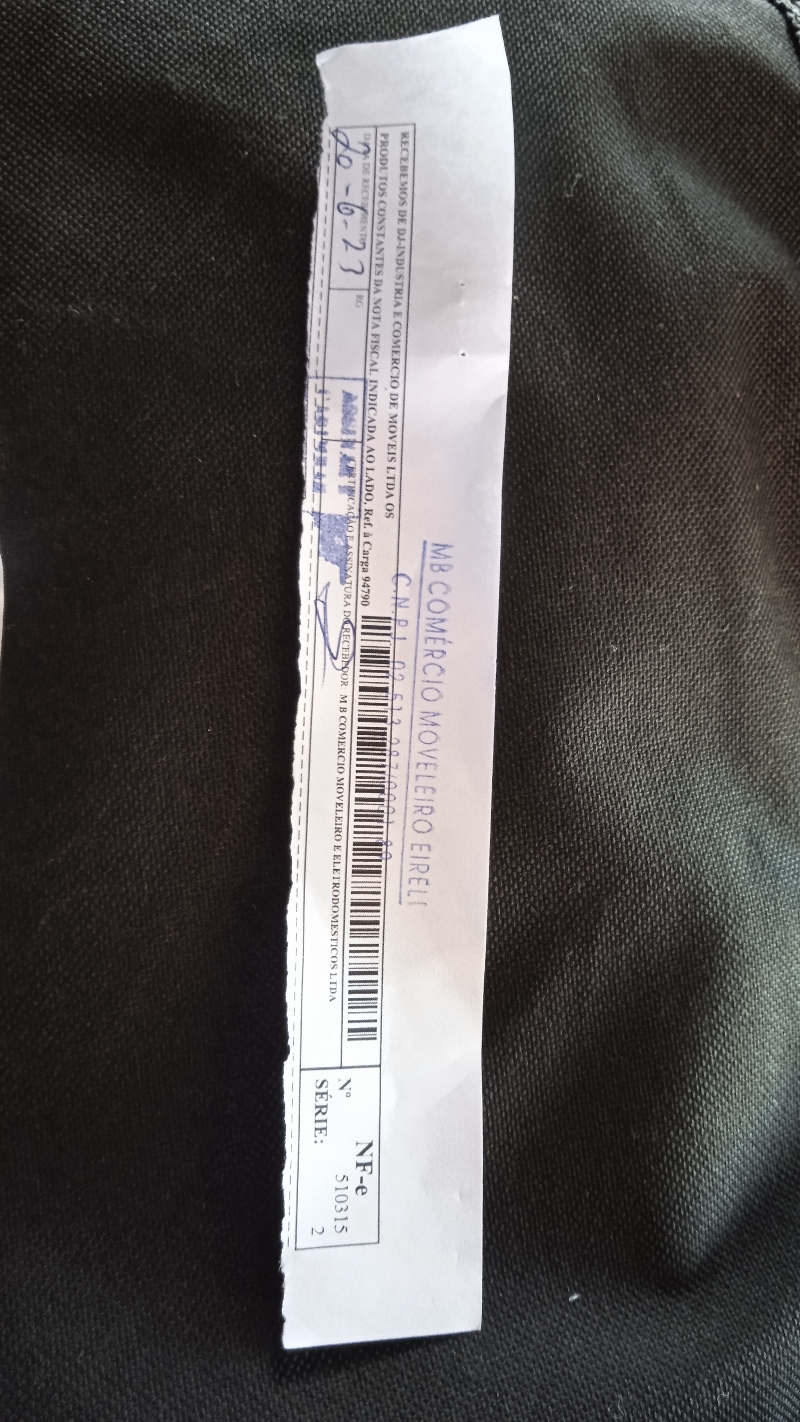 MB COMÉRCIO MOVELEIRO EIRELI
C.N.P.J
RECEBEMOS DE DJ-INDUSTRIA E COMERCIO DE MOVEIS LTDA OS
PRODUTOS CONSTANTES DA NOTA FISCAL INDICADA AO LADO, Ref. à Carga 94790
DATA DE RECEBIMENTO
20-6-23
RG
IDENTIFICAÇÃO E ASSINATURA DO RECEBEDOR M B COMERCIO MOVELEIRO E ELETRODOMESTICOS LTDA
NF-e
Nº 510315
SÉRIE: 2